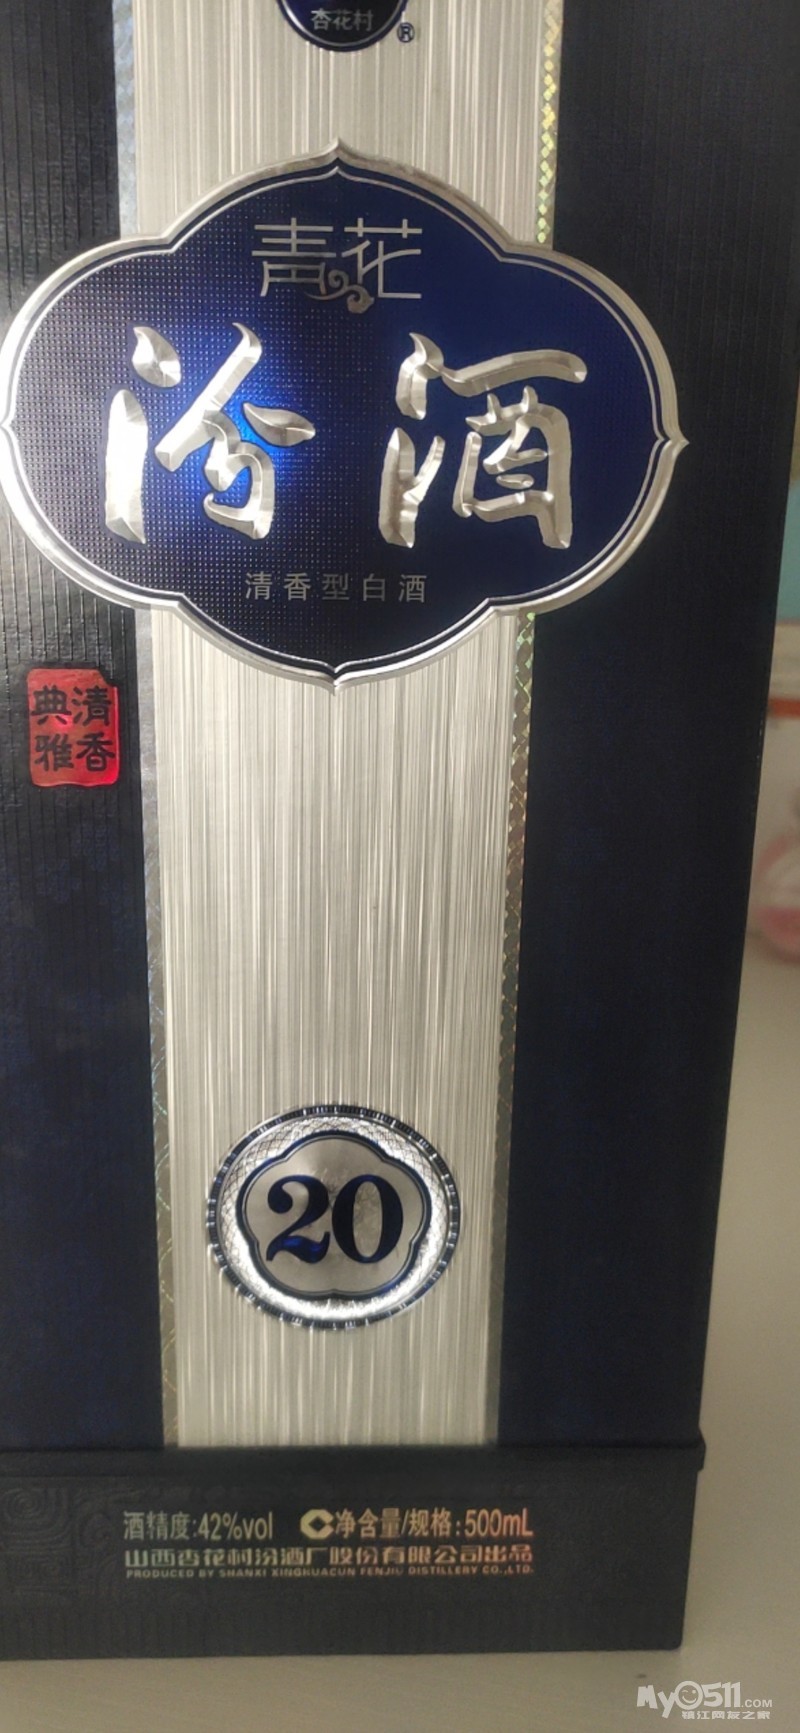 杏花村
®
青花
汾酒
清香型白酒
清香
典雅
20
酒精度:42%vol 净含量/规格:500mL
山西杏花村汾酒厂股份有限公司出品
PRODUCED BY SHANXI XINGHUACUN FENJIU DISTILLERY CO.,LTD.
My0511.COM
镇江网友之家